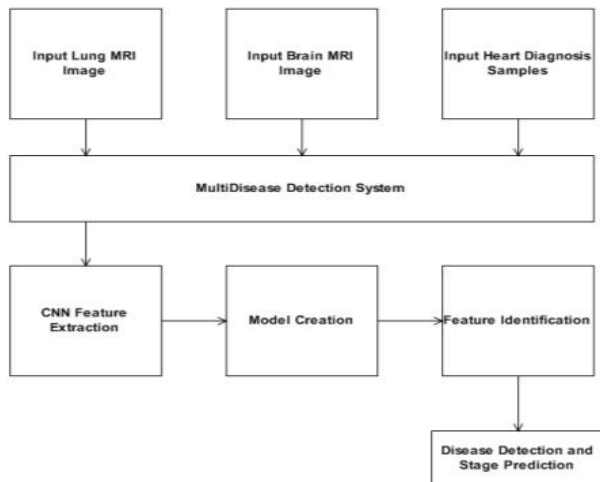 Input Lung MRI
Image
Input Brain MRI
Image
Input Heart Diagnosis
Samples
MultiDisease Detection System
CNN Feature
Extraction
Model Creation
Feature Identification
Disease Detection and
Stage Prediction